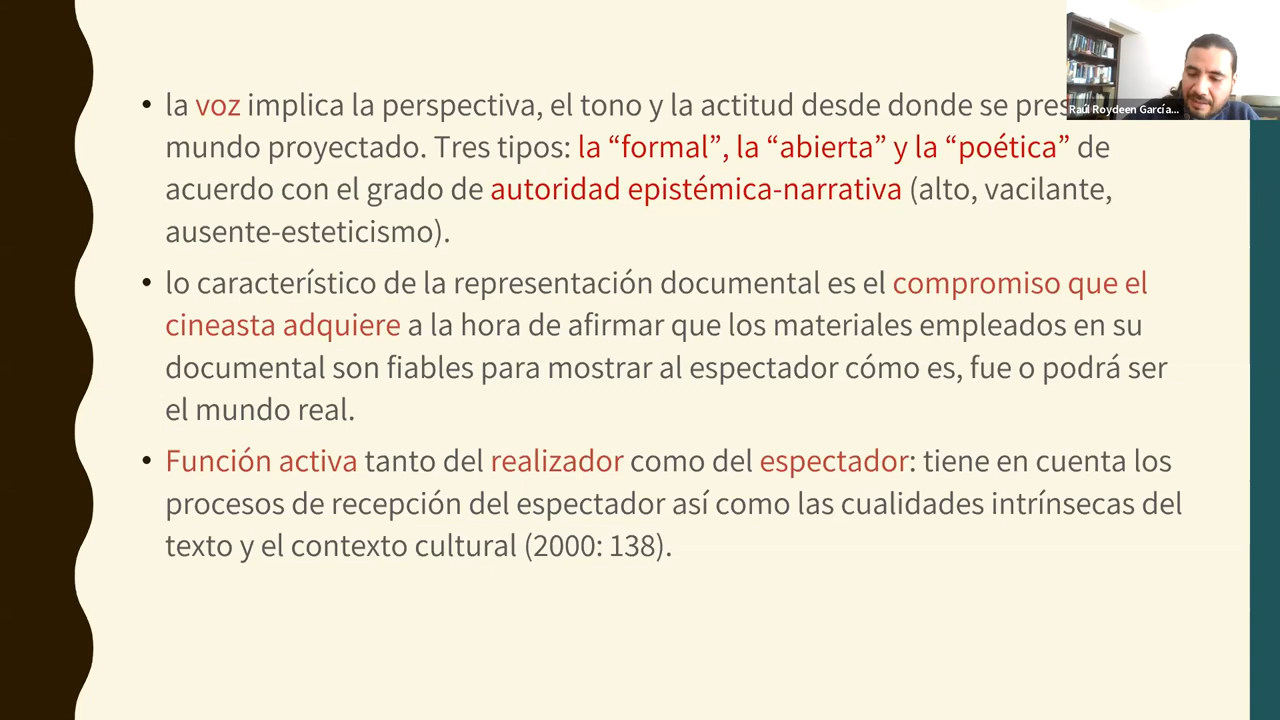 • la voz implica la perspectiva, el tono y la actitud desde donde se pres
mundo proyectado. Tres tipos: la “formal”, la “abierta” y la “poética” de
acuerdo con el grado de autoridad epistémica-narrativa (alto, vacilante,
ausente-esteticismo).
• lo característico de la representación documental es el compromiso que el
cineasta adquiere a la hora de afirmar que los materiales empleados en su
documental son fiables para mostrar al espectador cómo es, fue o podrá ser
el mundo real.
• Función activa tanto del realizador como del espectador: tiene en cuenta los
procesos de recepción del espectador así como las cualidades intrínsecas del
texto y el contexto cultural (2000: 138).
Raúl Roydeen García...